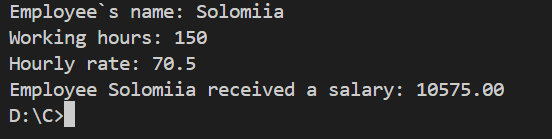 Employee`s name: Solomiia
Working hours: 150
Hourly rate: 70.5
Employee Solomiia received a salary: 10575.00
D:\C>